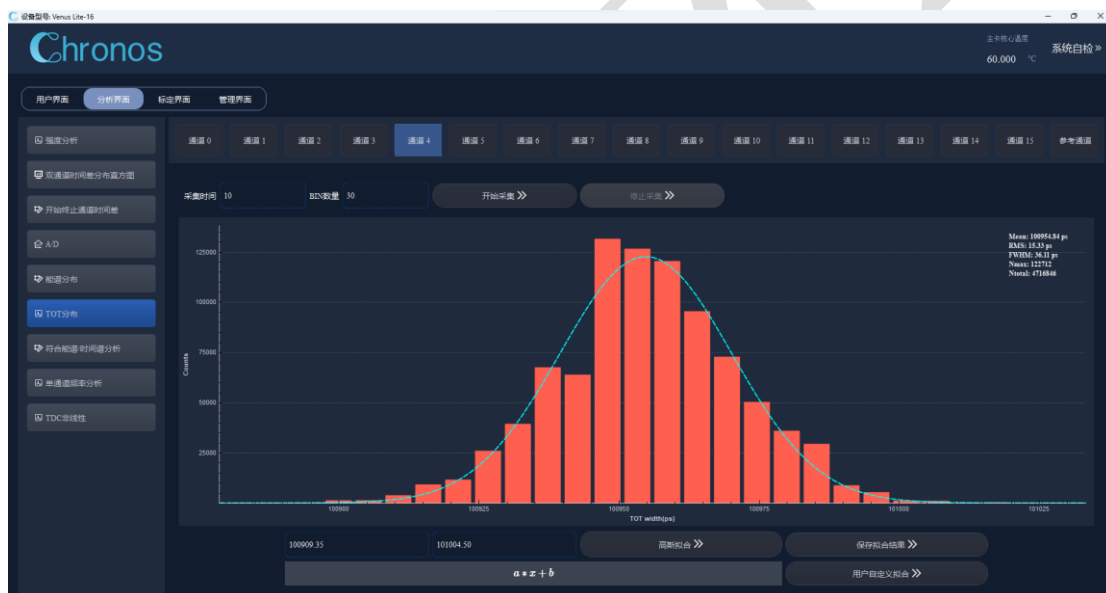 设备型号: Venus Lite-16
Chronos
主卡核心温度
60.000 ℃
系统自检 »
用户界面 分析界面 标定界面 管理界面
强度分析
双通道时间差分布直方图
开始终止通道时间差
A/D
能谱分布
TOT分布
符合能谱/时间谱分析
单通道频率分析
TDC非线性
通道 0 通道 1 通道 2 通道 3 通道 4 通道 5 通道 6 通道 7 通道 8 通道 9 通道 10 通道 11 通道 12 通道 13 通道 14 通道 15 参考通道
采集时间 10 BIN数量 30 开始采集 » 停止采集 »
Mean: 100954.84 ps
RMS: 15.33 ps
FWHM: 36.11 ps
Nmax: 122712
Ntotal: 4716846
125000
100000
75000
50000
25000
Counts
100900 100925 100950 100975 101000 101025
TOT width(ps)
100909.35 101004.50 高斯拟合 » 保存拟合结果 »
a * x + b 用户自定义拟合 »